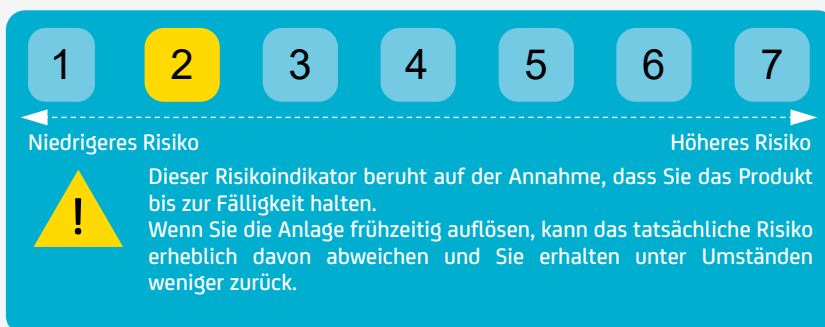 1 2 3 4 5 6 7
Niedrigeres Risiko Höheres Risiko
!
Dieser Risikoindikator beruht auf der Annahme, dass Sie das Produkt
bis zur Fälligkeit halten.
Wenn Sie die Anlage frühzeitig auflösen, kann das tatsächliche Risiko
erheblich davon abweichen und Sie erhalten unter Umständen
weniger zurück.